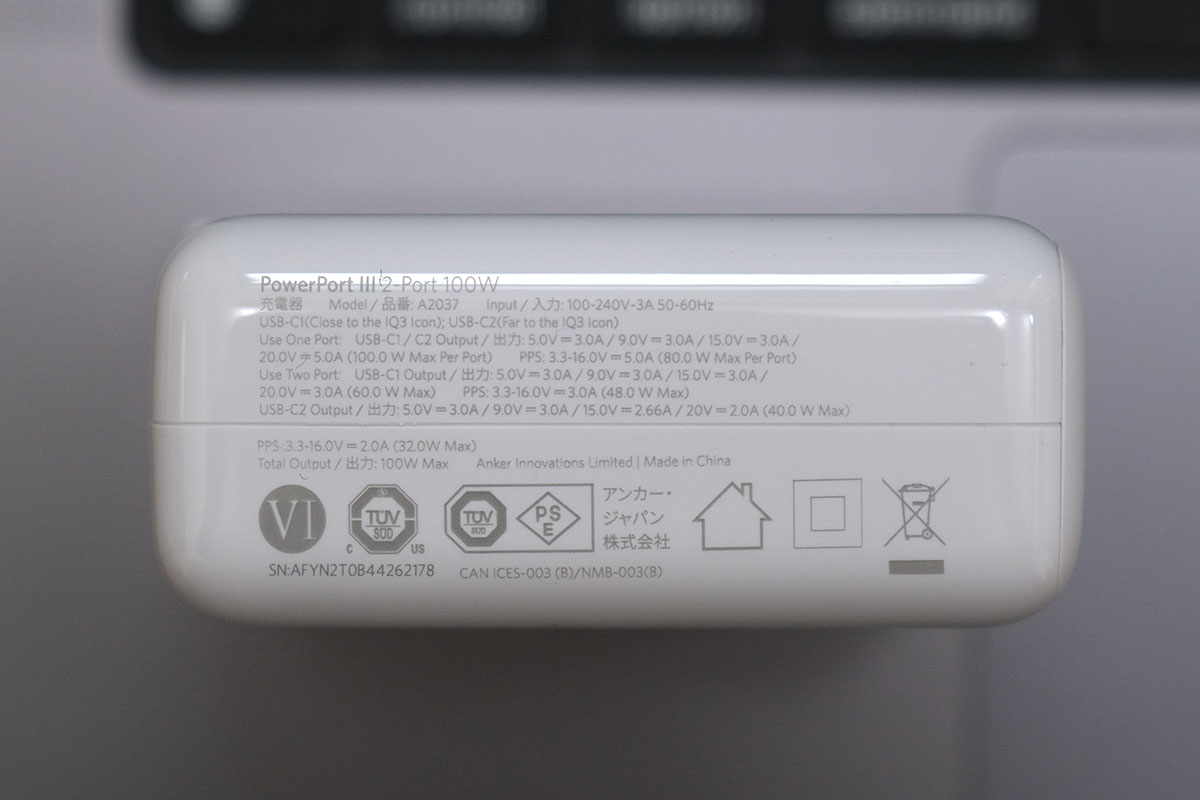 PowerPort III 2-Port 100W
充電器 Model / 品番: A2037 Input / 入力: 100-240V-3A 50-60Hz
USB-C1(Close to the IQ3 Icon); USB-C2(Far to the IQ3 Icon)
Use One Port: USB-C1 / C2 Output / 出力: 5.0V⎓3.0A / 9.0V⎓3.0A / 15.0V⎓3.0A /
20.0V⎓5.0A (100.0 W Max Per Port) PPS: 3.3-16.0V⎓5.0A (80.0 W Max Per Port)
Use Two Port: USB-C1 Output / 出力: 5.0V⎓3.0A / 9.0V⎓3.0A / 15.0V⎓3.0A /
20.0V⎓3.0A (60.0 W Max) PPS: 3.3-16.0V⎓3.0A (48.0 W Max)
USB-C2 Output / 出力: 5.0V⎓3.0A / 9.0V⎓3.0A / 15.0V⎓2.66A / 20V⎓2.0A (40.0 W Max)
PPS :3.3-16.0V⎓2.0A (32.0W Max)
Total Output / 出力: 100W Max Anker Innovations Limited | Made in China
VI
TÜV
SÜD
C US
TÜV
SÜD
PS
E
アンカー・
ジャパン
株式会社
SN:AFYN2T0B44262178 CAN ICES-003 (B)/NMB-003(B)